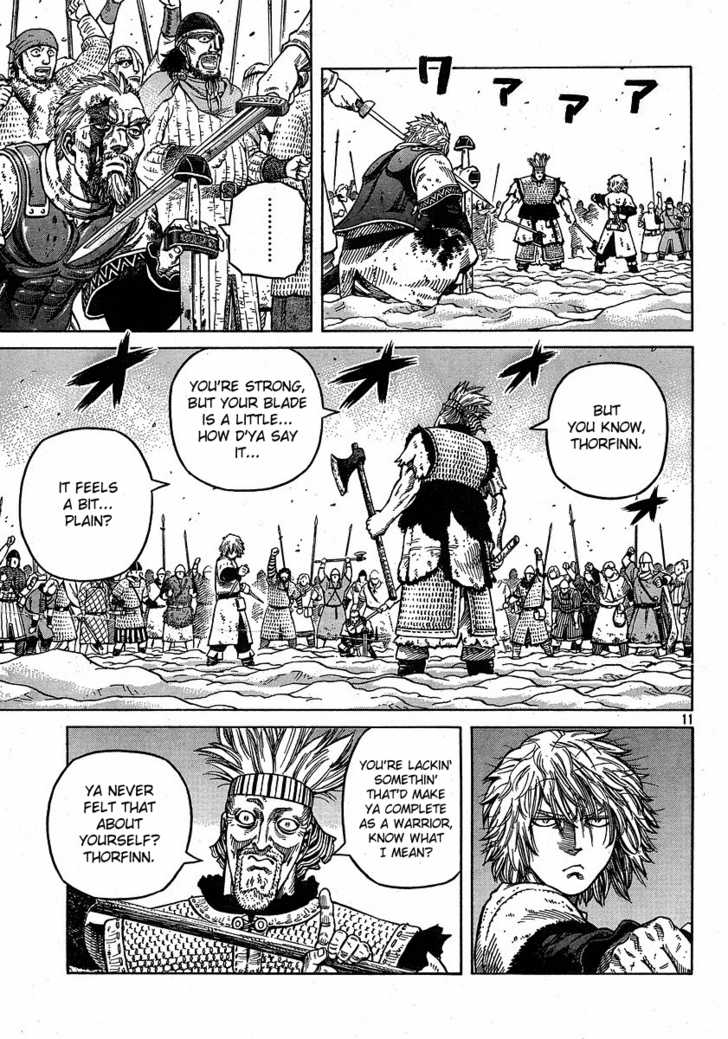 ワァァァ
........
BUT
YOU KNOW,
THORFINN.
YOU'RE STRONG,
BUT YOUR BLADE
IS A LITTLE...
HOW D'YA SAY
IT...
IT FEELS
A BIT...
PLAIN?
11
YOU'RE LACKIN'
SOMETHIN'
THAT'D MAKE
YA COMPLETE
AS A WARRIOR,
KNOW WHAT
I MEAN?
YA NEVER
FELT THAT
ABOUT
YOURSELF?
THORFINN.